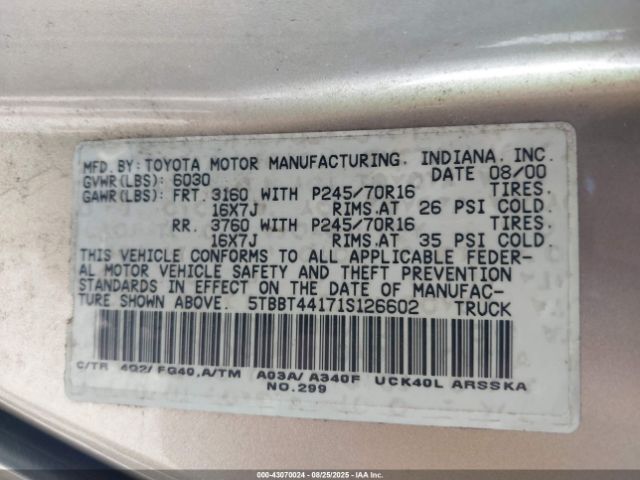 MFD.BY:TOYOTA MOTOR MANUFACTURING, INDIANA, INC.
GVWR(LBS): 6030 DATE 08/00
GAWR(LBS): FRT. 3160 WITH P245/70R16 TIRES.
16X7J RIMS.AT 26 PSI COLD.
RR. 3760 WITH P245/70R16 TIRES.
16X7J RIMS.AT 35 PSI COLD.
THIS VEHICLE CONFORMS TO ALL APPLICABLE FEDER-
AL MOTOR VEHICLE SAFETY AND THEFT PREVENTION
STANDARDS IN EFFECT ON THE DATE OF MANUFAC-
TURE SHOWN ABOVE. 5TBBT44171S126602 TRUCK
C/TR 4Q2/ FG40,A/TM A03A/ A340F UCK40L ARSSKA
NO.299
000-43070024 - 08/25/2025 - COPYRIGHT IAA, LLC.